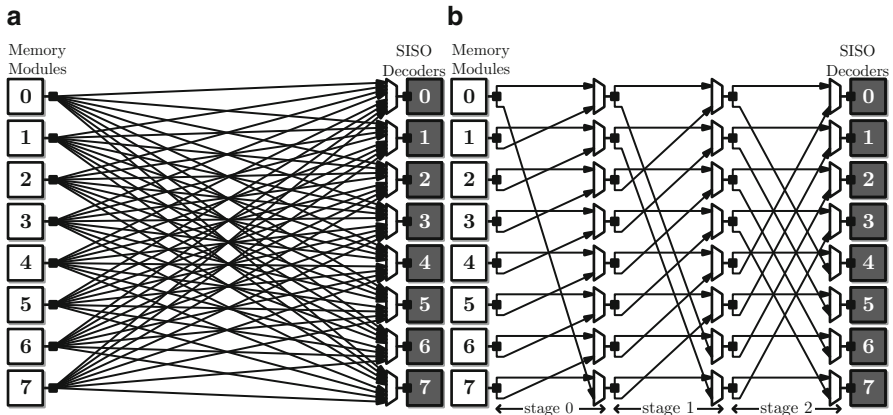 a
Memory
Modules
SISO
Decoders
0 0
1 1
2 2
3 3
4 4
5 5
6 6
7 7
b
Memory
Modules
SISO
Decoders
0 0
1 1
2 2
3 3
4 4
5 5
6 6
7 7
stage 0 stage 1 stage 2